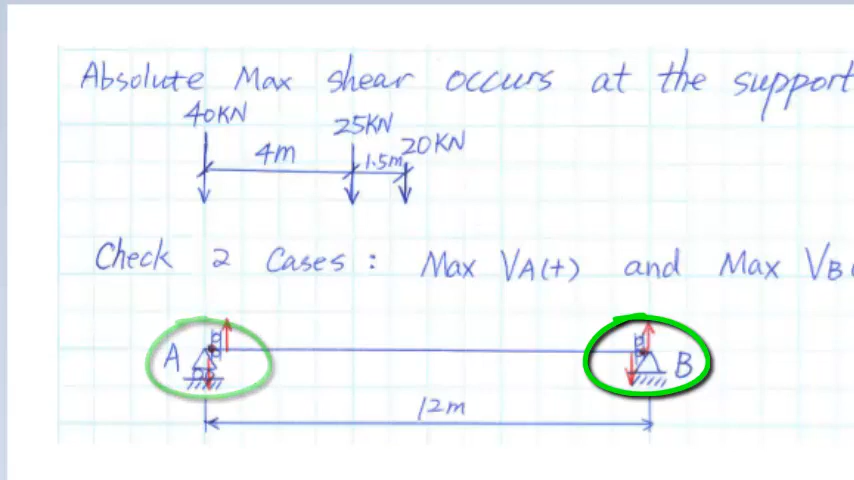 Absolute Max shear occurs at the support
40KN
25KN
20KN
4m
1.5m
Check 2 Cases: Max VA(+) and Max VB(
A
B
12m